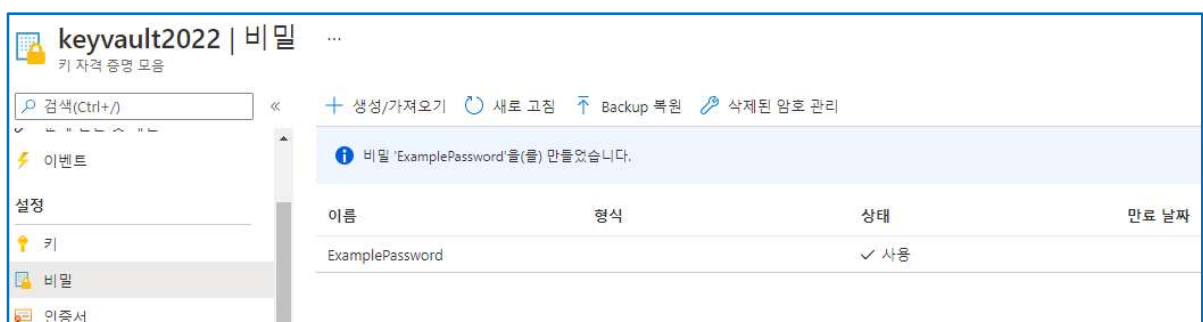 keyvault2022 | 비밀 ...
키 자격 증명 모음
검색(Ctrl+/) «
생성/가져오기 새로 고침 Backup 복원 삭제된 암호 관리
이벤트
비밀 'ExamplePassword'을(를) 만들었습니다.
설정
이름 형식 상태 만료 날짜
키
ExamplePassword ✓ 사용
비밀
인증서